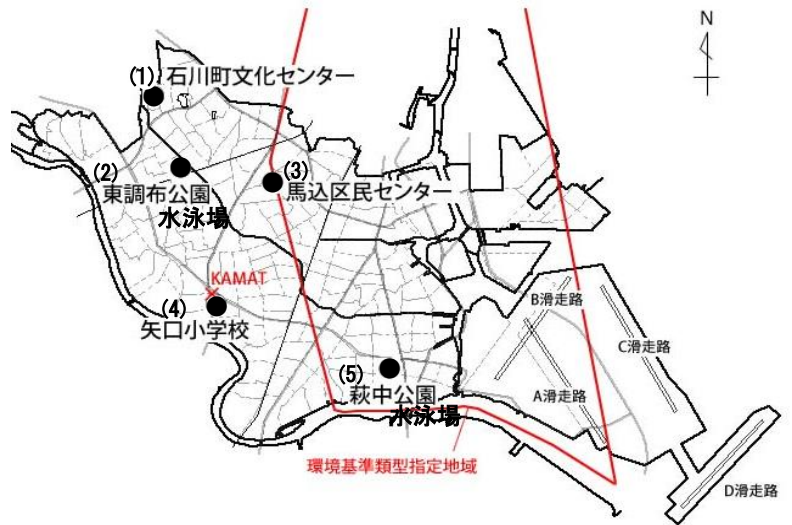 N
(1) 石川町文化センター
(2)
東調布公園
水泳場
(3)
馬込区民センター
KAMAT
(4)
矢口小学校
B滑走路
C滑走路
A滑走路
(5)
萩中公園
水泳場
環境基準類型指定地域
D滑走路